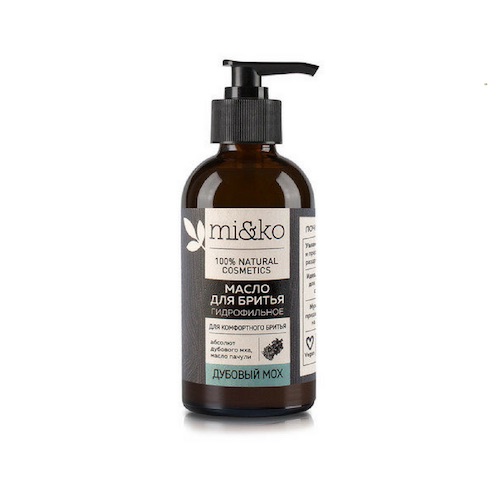 mi&ko
100% NATURAL
COSMETICS
МАСЛО
ДЛЯ БРИТЬЯ
ГИДРОФИЛЬНОЕ
ДЛЯ КОМФОРТНОГО БРИТЬЯ
абсолют
дубового мха,
масло пачули
ДУБОВЫЙ МОХ
Vegan